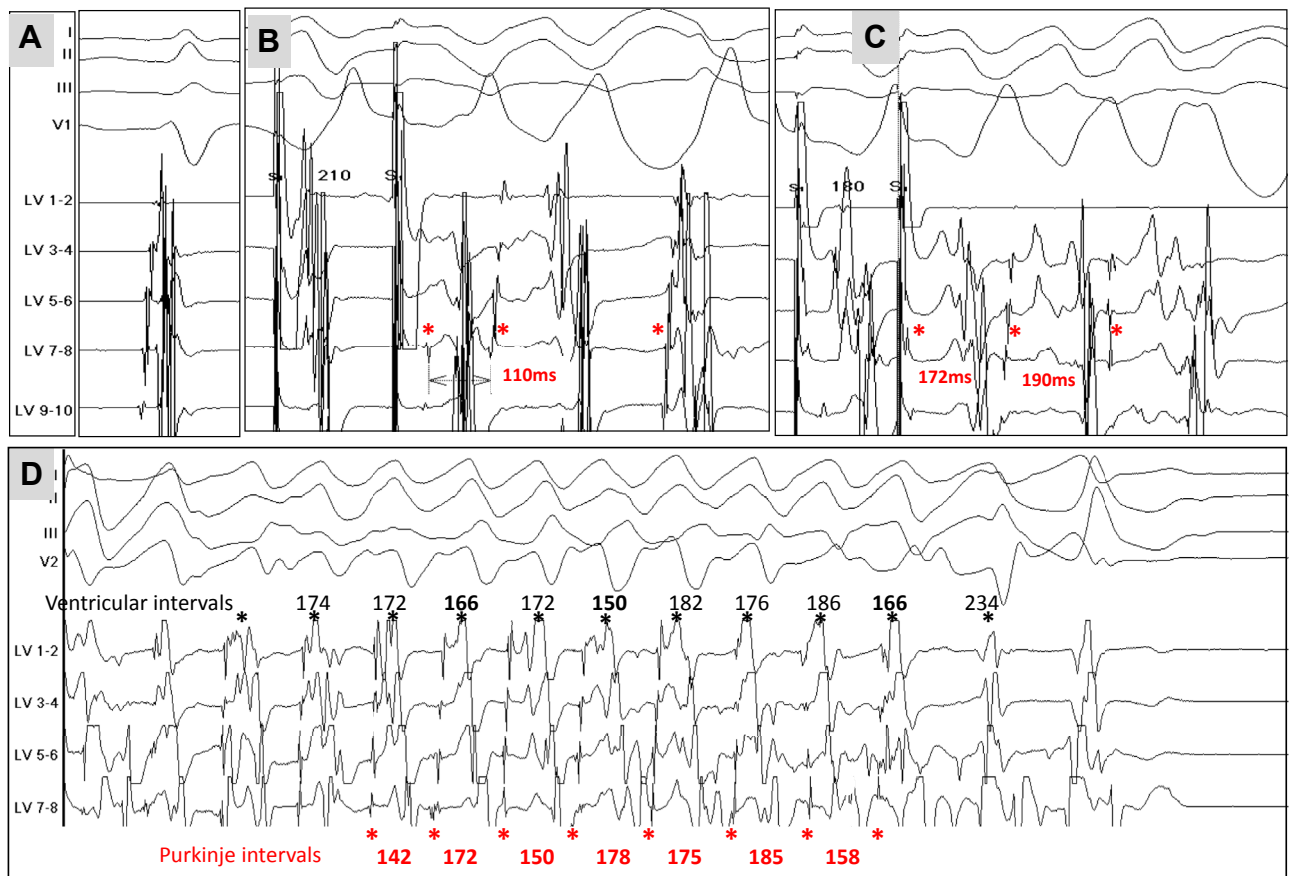 A
B
C
I
II
III
V1
LV 1-2
LV 3-4
LV 5-6
LV 7-8
LV 9-10
S 210 S
* * *
110ms
S 180 S
* * *
172ms 190ms
D
I
II
III
V2
Ventricular intervals 174 172 166 172 150 182 176 186 166 234
* * * * * * * * * *
LV 1-2
LV 3-4
LV 5-6
LV 7-8
* * * * * * * *
Purkinje intervals 142 172 150 178 175 185 158